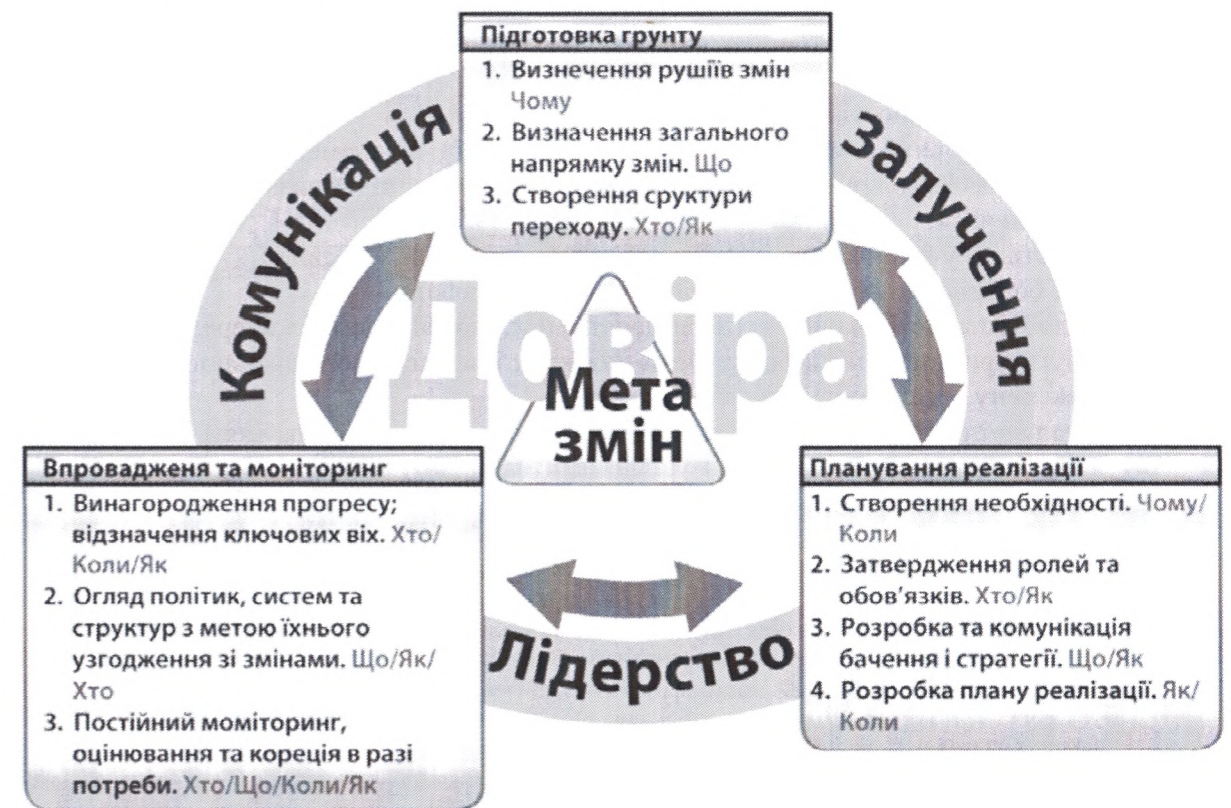 Підготовка грунту
1. Визнечення рушіїв змін
Чому
2. Визначення загального
напрямку змін. Що
3. Створення сруктури
переходу. Хто/Як
Комунікація
Залучення
Довіра
Мета
змін
Впровадженя та моніторинг
1. Винагородження прогресу;
відзначення ключових віх. Хто/
Коли/Як
2. Огляд політик, систем та
структур з метою їхнього
узгодження зі змінами. Що/Як/
Хто
3. Постійний моміторинг,
оцінювання та кореція в разі
потреби. Хто/Що/Коли/Як
Планування реалізації
1. Створення необхідності. Чому/
Коли
2. Затвердження ролей та
обов'язків. Хто/Як
3. Розробка та комунікація
бачення і стратегії. Що/Як
4. Розробка плану реалізації. Як/
Коли
Лідерство